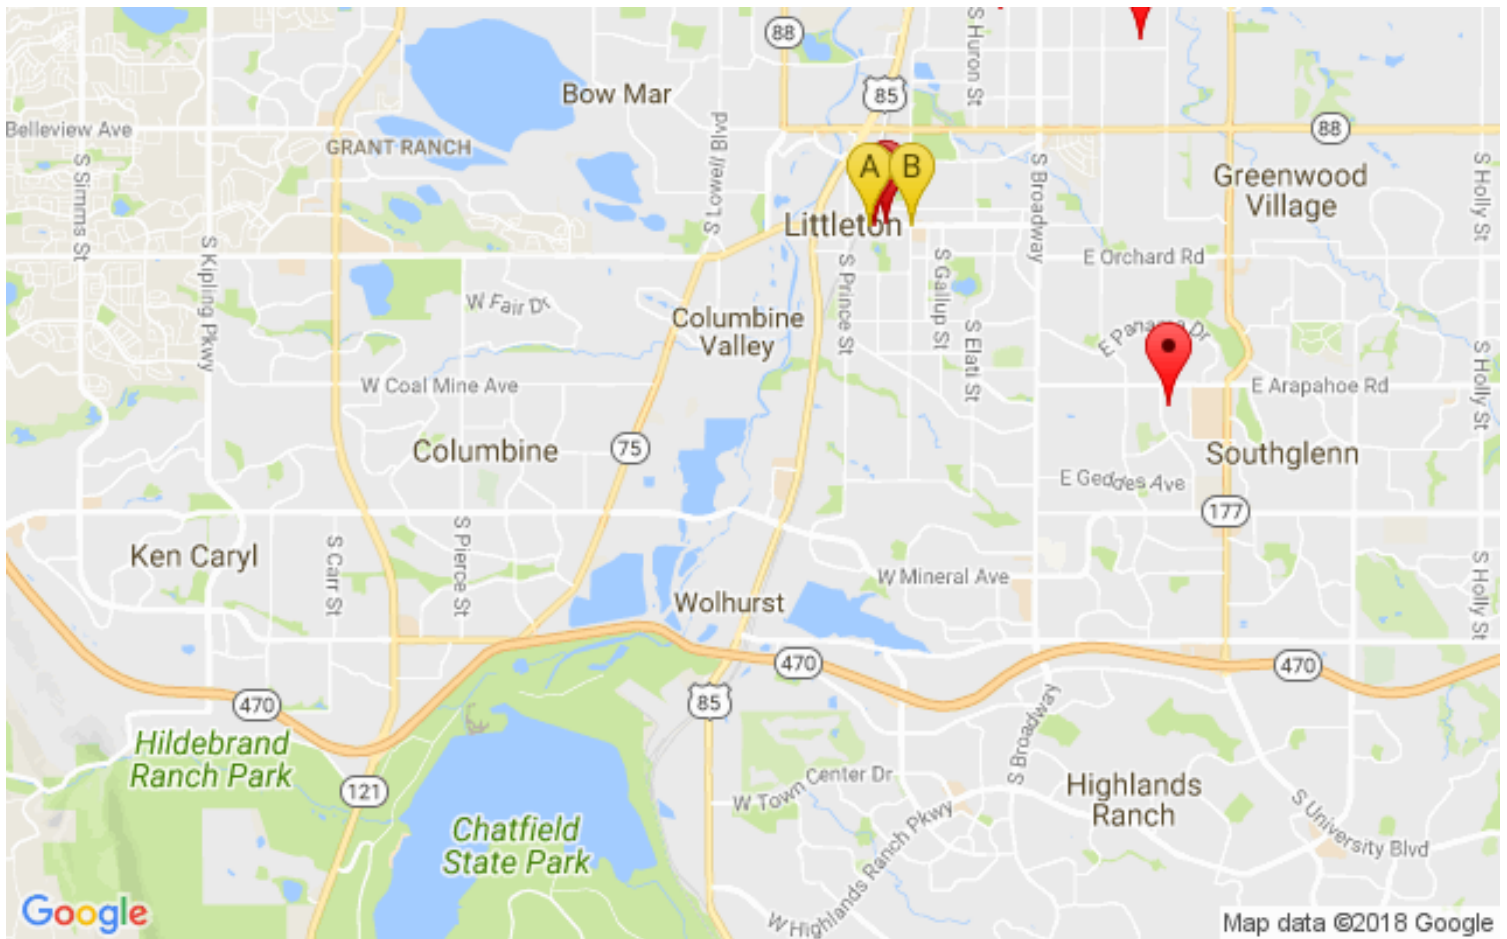 88
S Huron St
85
Bow Mar
Belleview Ave
GRANT RANCH
S Lowell Blvd
88
A
B
S Simms St
S Broadway
Greenwood
Village
S Holly St
Littleton
S Kipling Pkwy
S Prince St
S Gallup St
E Orchard Rd
W Fair Dr
Columbine
Valley
S Elati St
E Panama Dr
S Holly St
W Coal Mine Ave
E Arapahoe Rd
Columbine
75
Southglenn
E Geddes Ave
177
Ken Caryl
S Carr St
S Pierce St
W Mineral Ave
S Holly St
Wolhurst
470
470
470
85
S Broadway
Hildebrand
Ranch Park
121
W Town Center Dr
Highlands
Ranch
S University Blvd
Chatfield
State Park
W Highlands Ranch Pkwy
Google
Map data ©2018 Google